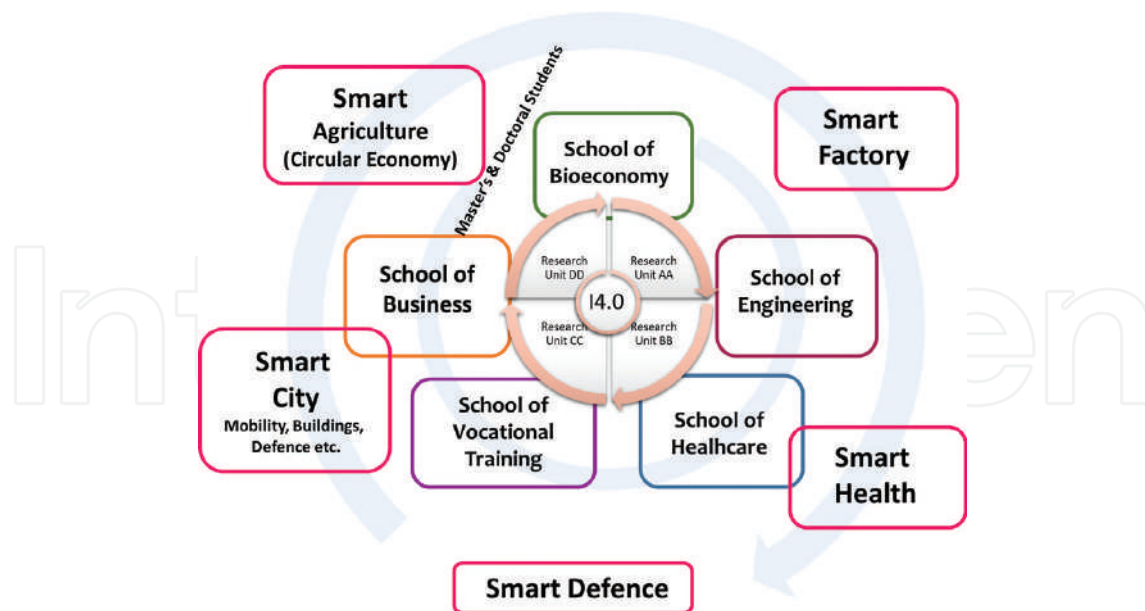 Smart
Agriculture
(Circular Economy)
Master's & Doctoral Students
School of
Bioeconomy
Smart
Factory
School of
Business
Research
Unit DD
Research
Unit AA
I4.0
Research
Unit CC
Research
Unit BB
School of
Engineering
Smart
City
Mobility, Buildings,
Defence etc.
School of
Vocational
Training
School of
Healhcare
Smart
Health
Smart Defence
Int
en